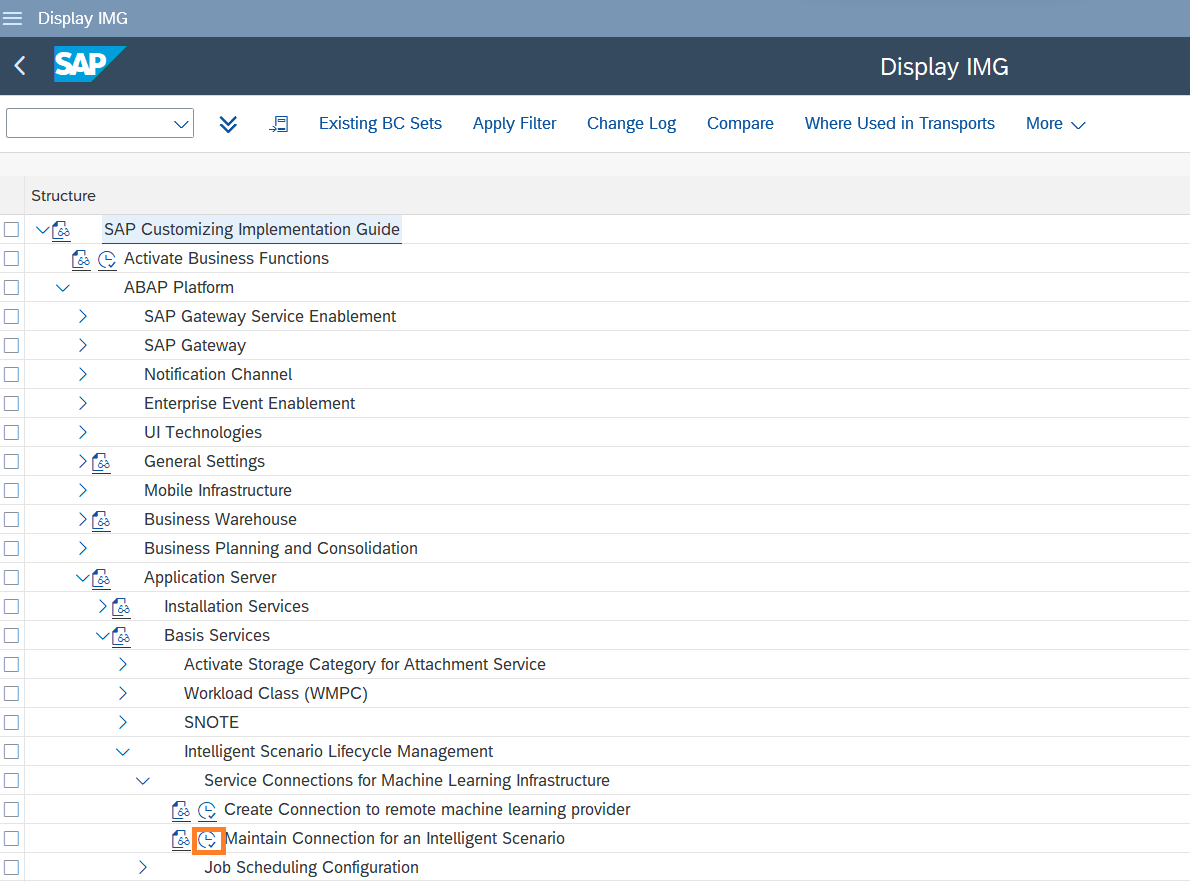 Display IMG
SAP
Display IMG
Existing BC Sets Apply Filter Change Log Compare Where Used in Transports More
Structure
SAP Customizing Implementation Guide
Activate Business Functions
ABAP Platform
SAP Gateway Service Enablement
SAP Gateway
Notification Channel
Enterprise Event Enablement
UI Technologies
General Settings
Mobile Infrastructure
Business Warehouse
Business Planning and Consolidation
Application Server
Installation Services
Basis Services
Activate Storage Category for Attachment Service
Workload Class (WMPC)
SNOTE
Intelligent Scenario Lifecycle Management
Service Connections for Machine Learning Infrastructure
Create Connection to remote machine learning provider
Maintain Connection for an Intelligent Scenario
Job Scheduling Configuration